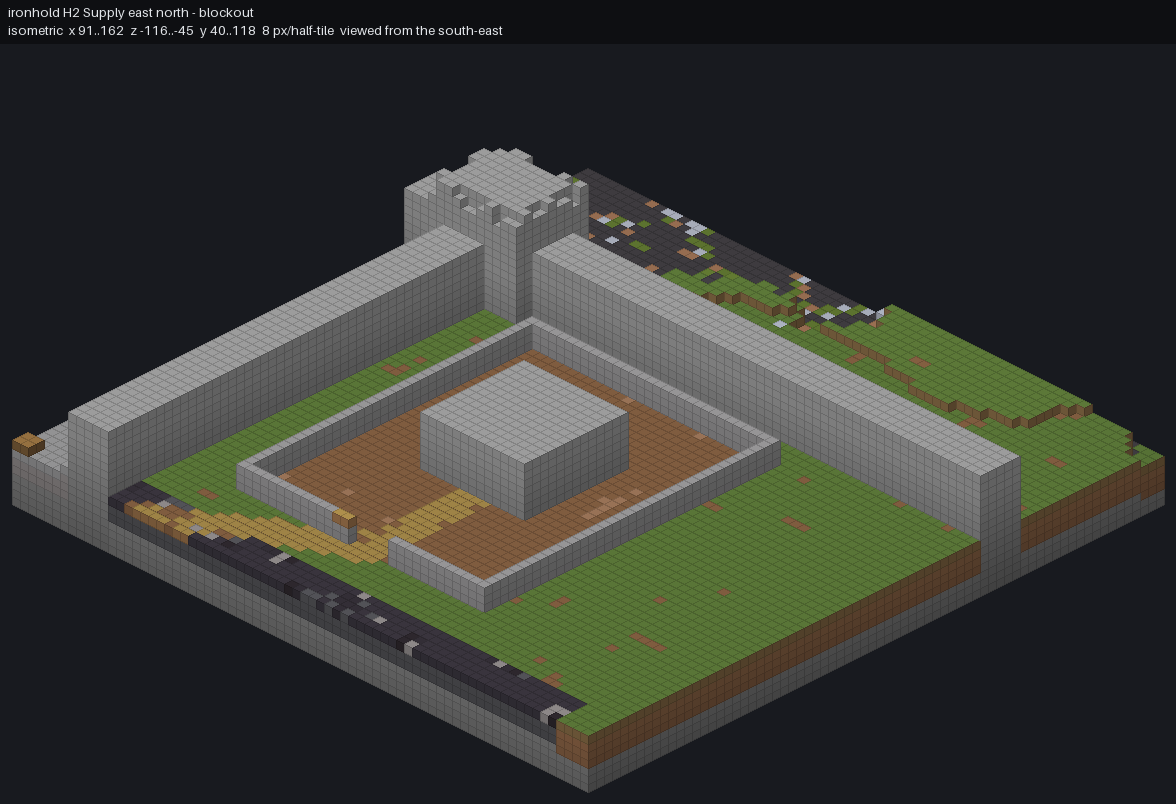 ironhold H2 Supply east north - blockout
isometric x 91..162 z -116..-45 y 40..118 8 px/half-tile viewed from the south-east